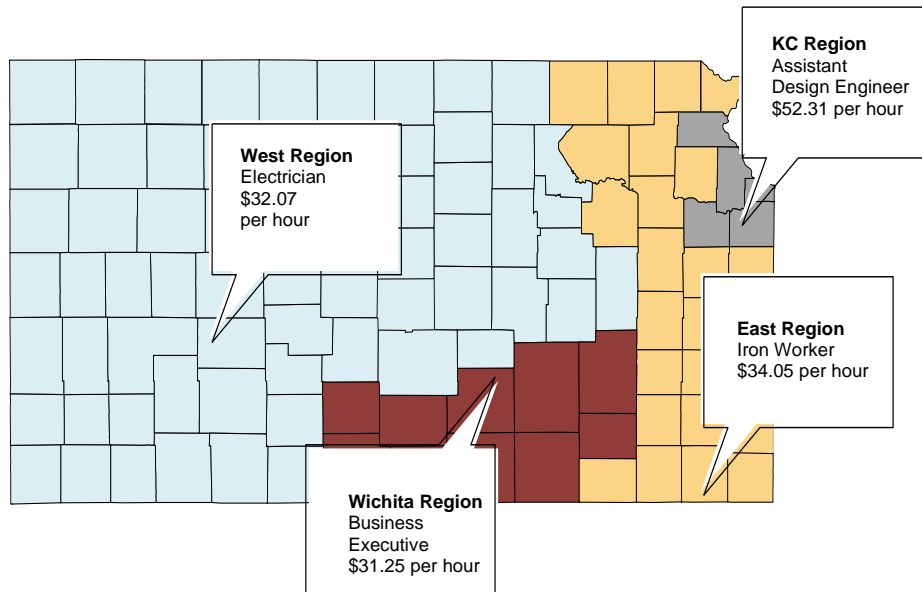 KC Region
Assistant
Design Engineer
$52.31 per hour
West Region
Electrician
$32.07
per hour
East Region
Iron Worker
$34.05 per hour
Wichita Region
Business
Executive
$31.25 per hour